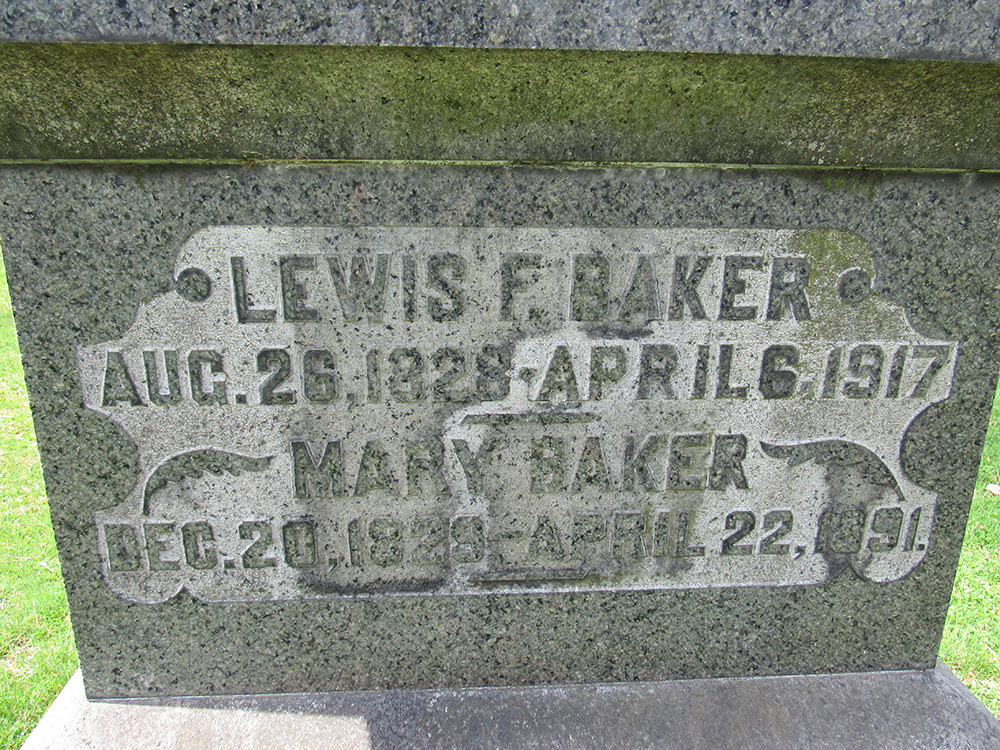 LEWIS F. BAKER
AUG. 26, 1828 - APRIL 6, 1917
MARY BAKER
DEC. 20, 1829 - APRIL 22, 1891.